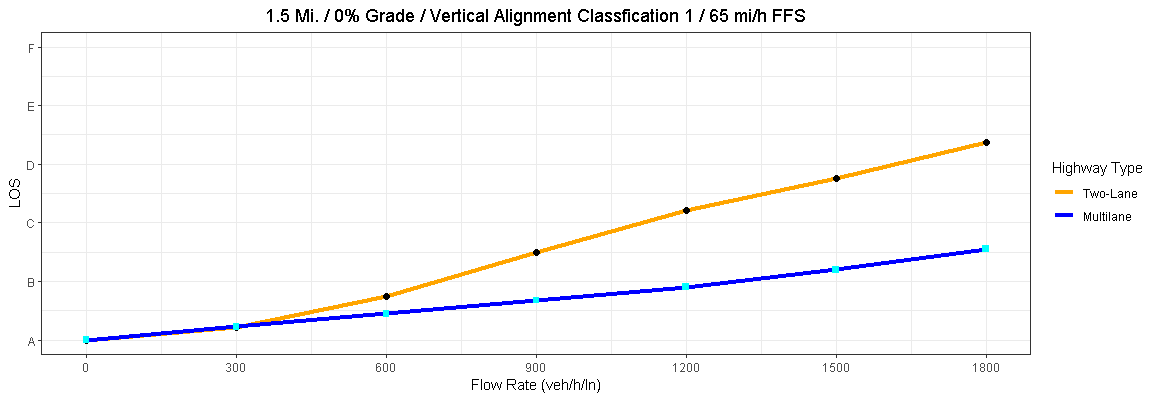 1.5 Mi. / 0% Grade / Vertical Alignment Classfication 1 / 65 mi/h FFS
F
E
D
C
B
A
LOS
0 300 600 900 1200 1500 1800
Flow Rate (veh/h/ln)
Highway Type
Two-Lane
Multilane